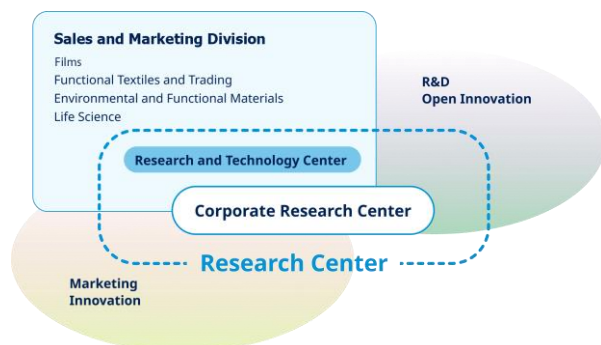 Sales and Marketing Division
Films
Functional Textiles and Trading
Environmental and Functional Materials
Life Science
R&D
Open Innovation
Research and Technology Center
Corporate Research Center
Research Center
Marketing
Innovation